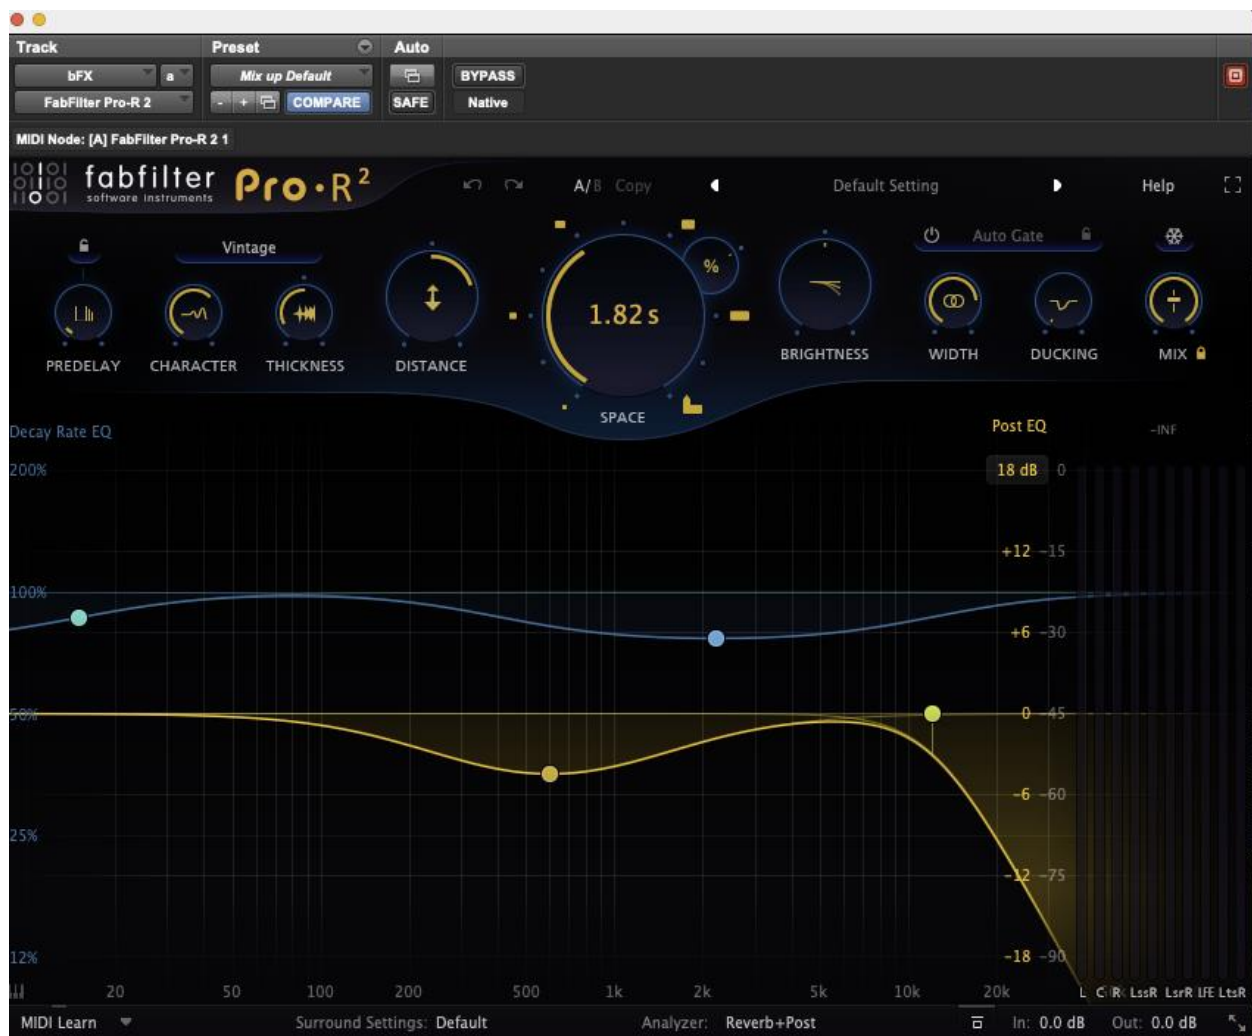 Track Preset Auto
bFX a Mix up Default BYPASS
FabFilter Pro-R 2 - + COMPARE SAFE Native
MIDI Node: [A] FabFilter Pro-R 2 1
fabfilter Pro·R 2 A/B Copy Default Setting Help
software instruments
Vintage Auto Gate
%
1.82 s
PREDELAY CHARACTER THICKNESS DISTANCE BRIGHTNESS WIDTH DUCKING MIX
SPACE
Decay Rate EQ Post EQ -INF
200% 18 dB 0
+12 -15
100%
+6 -30
50% 0 -45
-6 -60
25%
-12 -75
12% -18 -90
20 50 100 200 500 1k 2k 5k 10k 20k L C R LssR LsrR LFE LtsR
MIDI Learn Surround Settings: Default Analyzer: Reverb+Post In: 0.0 dB Out: 0.0 dB